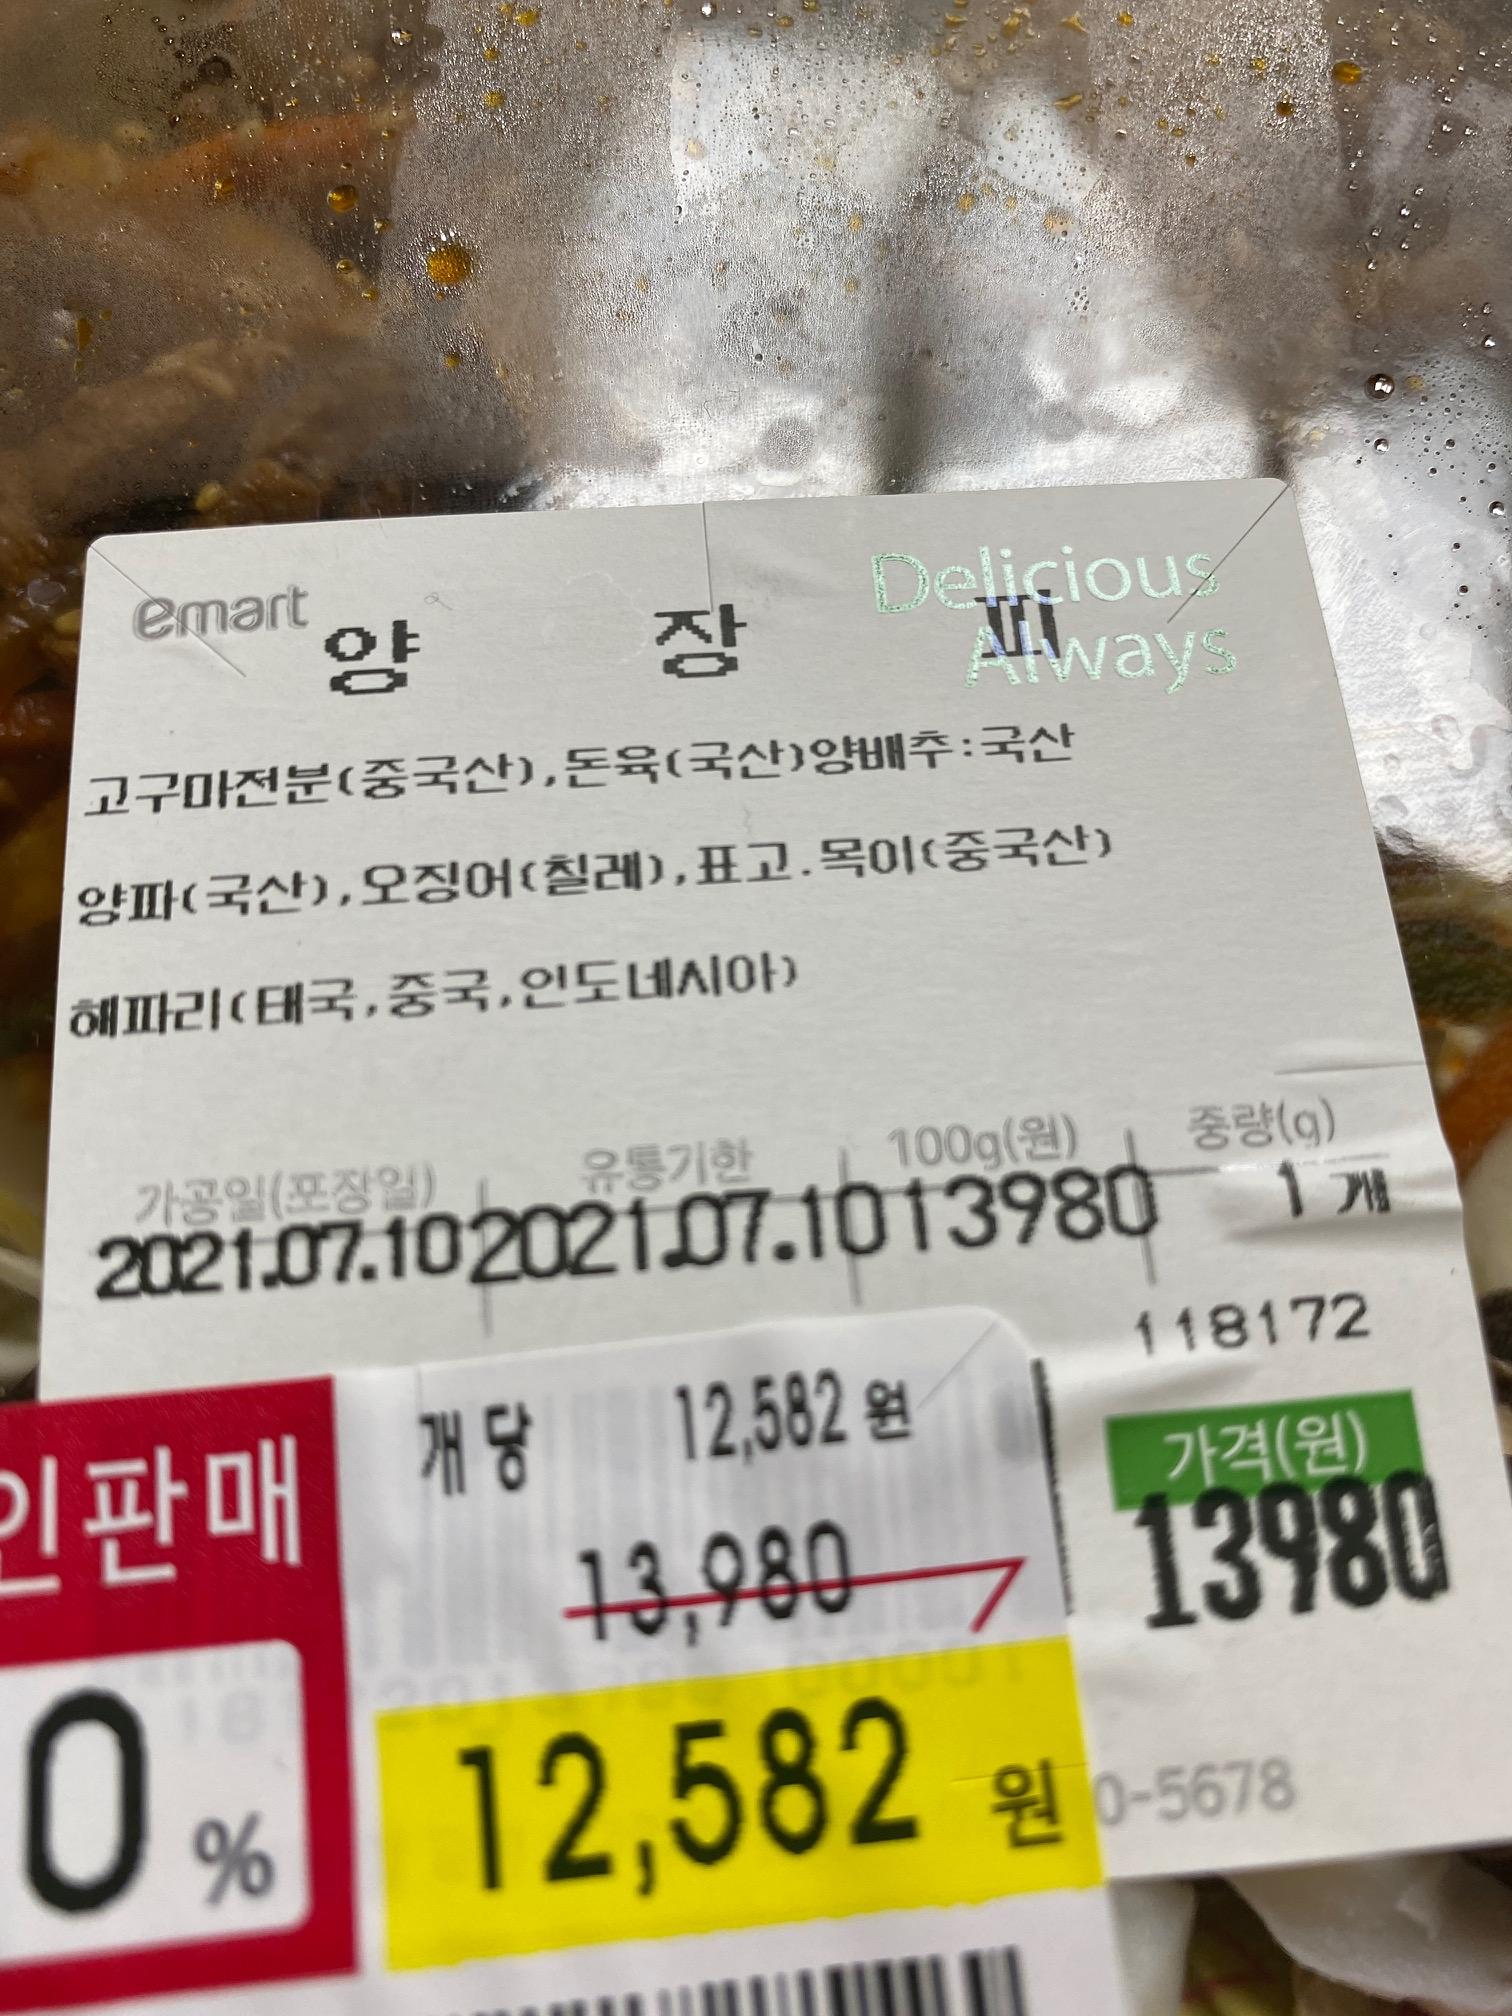 emart
양 장 피
Delicious
Always
고구마전분(중국산),돈육(국산)양배추:국산
양파(국산),오징어(칠레),표고.목이(중국산)
해파리(태국,중국,인도네시아)
가공일(포장일) 유통기한 100g(원) 중량(g)
2021.07.10 2021.07.10 13980 1 개
118172
개당 12,582 원
가격(원)
인판매
13,980
13980
0 %
12,582 원
0-5678